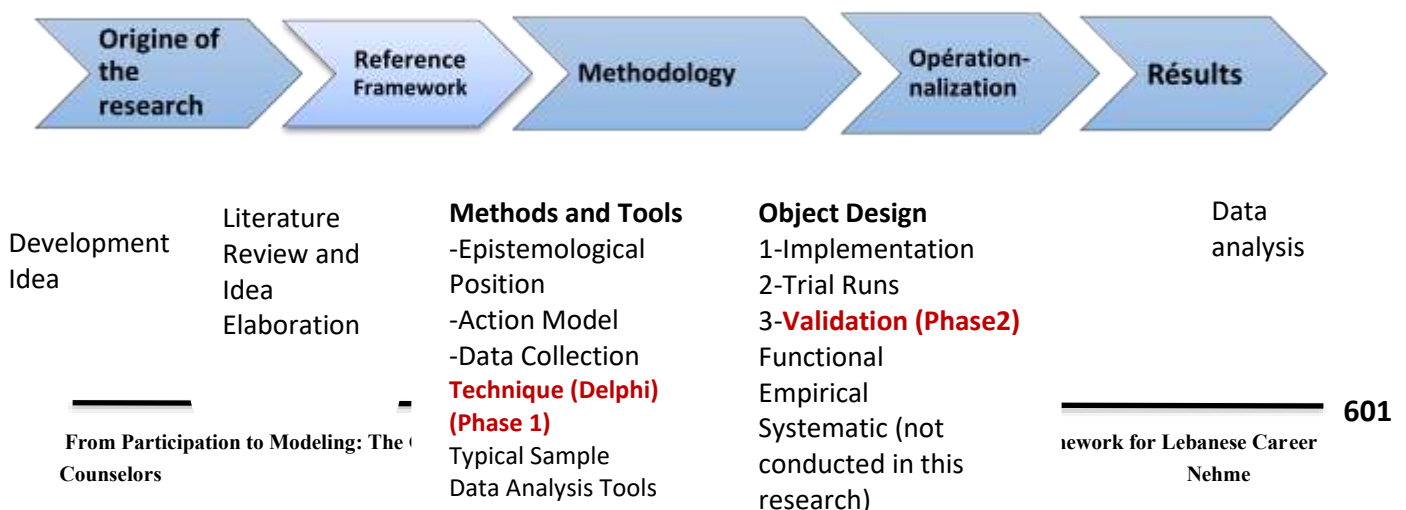 Origine of
the
research
Reference
Framework
Methodology
Opération-
nalization
Résults
Development
Idea
Literature
Review and
Idea
Elaboration
Methods and Tools
-Epistemological
Position
-Action Model
-Data Collection
Technique (Delphi)
(Phase 1)
Typical Sample
Data Analysis Tools
Object Design
1-Implementation
2-Trial Runs
3-Validation (Phase2)
Functional
Empirical
Systematic (not
conducted in this
research)
Data
analysis
601
From Participation to Modeling: The
Counselors
for Lebanese Career
Nehme